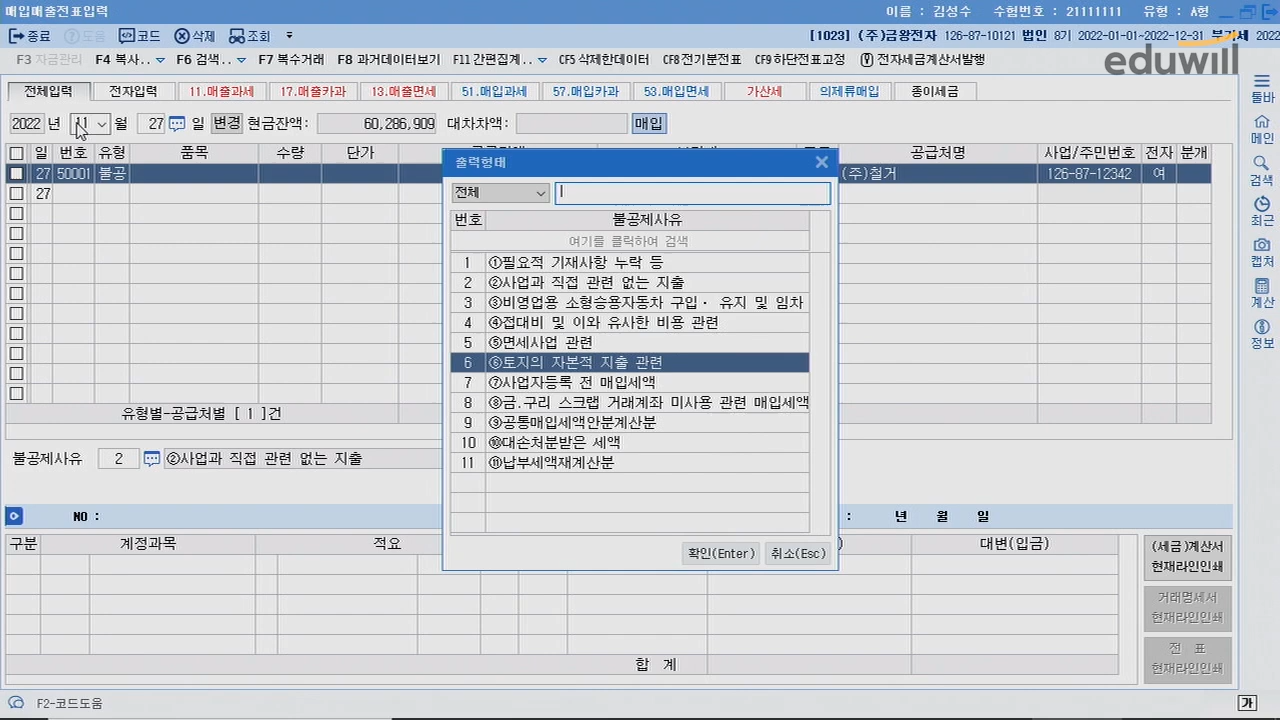 매입매출전표입력 이름 : 김성수 수험번호 : 21111111 유형 : A형
종료 도움 코드 삭제 조회 [1023] (주)금왕전자 126-87-10121 법인 8기 2022-01-01~2022-12-31 부가세 2022
F3 자금관리 F4 복사.. F6 검색.. F7 복수거래 F8 과거데이터보기 F11 간편집계.. CF5 삭제한데이터 CF8 전기분전표 CF9 하단전표고정 전자세금계산서발행
eduwill
전체입력 전자입력 11.매출과세 17.매출카과 13.매출면세 51.매입과세 57.매입카과 53.매입면세 가산세 의제류매입 종이세금
2022 년 11 월 27 일 변경 현금잔액: 60,286,909 대차차액: 매입
일 번호 유형 품목 수량 단가 공급처명 사업/주민번호 전자 분개
27 50001 불공 (주)철거 126-87-12342 여
27
유형별-공급처별 [ 1 ]건
불공제사유 2 ②사업과 직접 관련 없는 지출
출력형태
전체
번호 불공제사유
여기를 클릭하여 검색
1 ①필요적 기재사항 누락 등
2 ②사업과 직접 관련 없는 지출
3 ③비영업용 소형승용자동차 구입· 유지 및 임차
4 ④접대비 및 이와 유사한 비용 관련
5 ⑤면세사업 관련
6 ⑥토지의 자본적 지출 관련
7 ⑦사업자등록 전 매입세액
8 ⑧금.구리 스크랩 거래계좌 미사용 관련 매입세액
9 ⑨공통매입세액안분계산분
10 ⑩대손처분받은 세액
11 ⑪납부세액재계산분
확인(Enter) 취소(Esc)
NO : : 년 월 일
구분 계정과목 적요 ) 대변(입금)
합 계
(세금)계산서
현재라인인쇄
거래명세서
현재라인인쇄
전 표
현재라인인쇄
툴바
메인
검색
최근
캡처
계산
정보
F2-코드도움 가